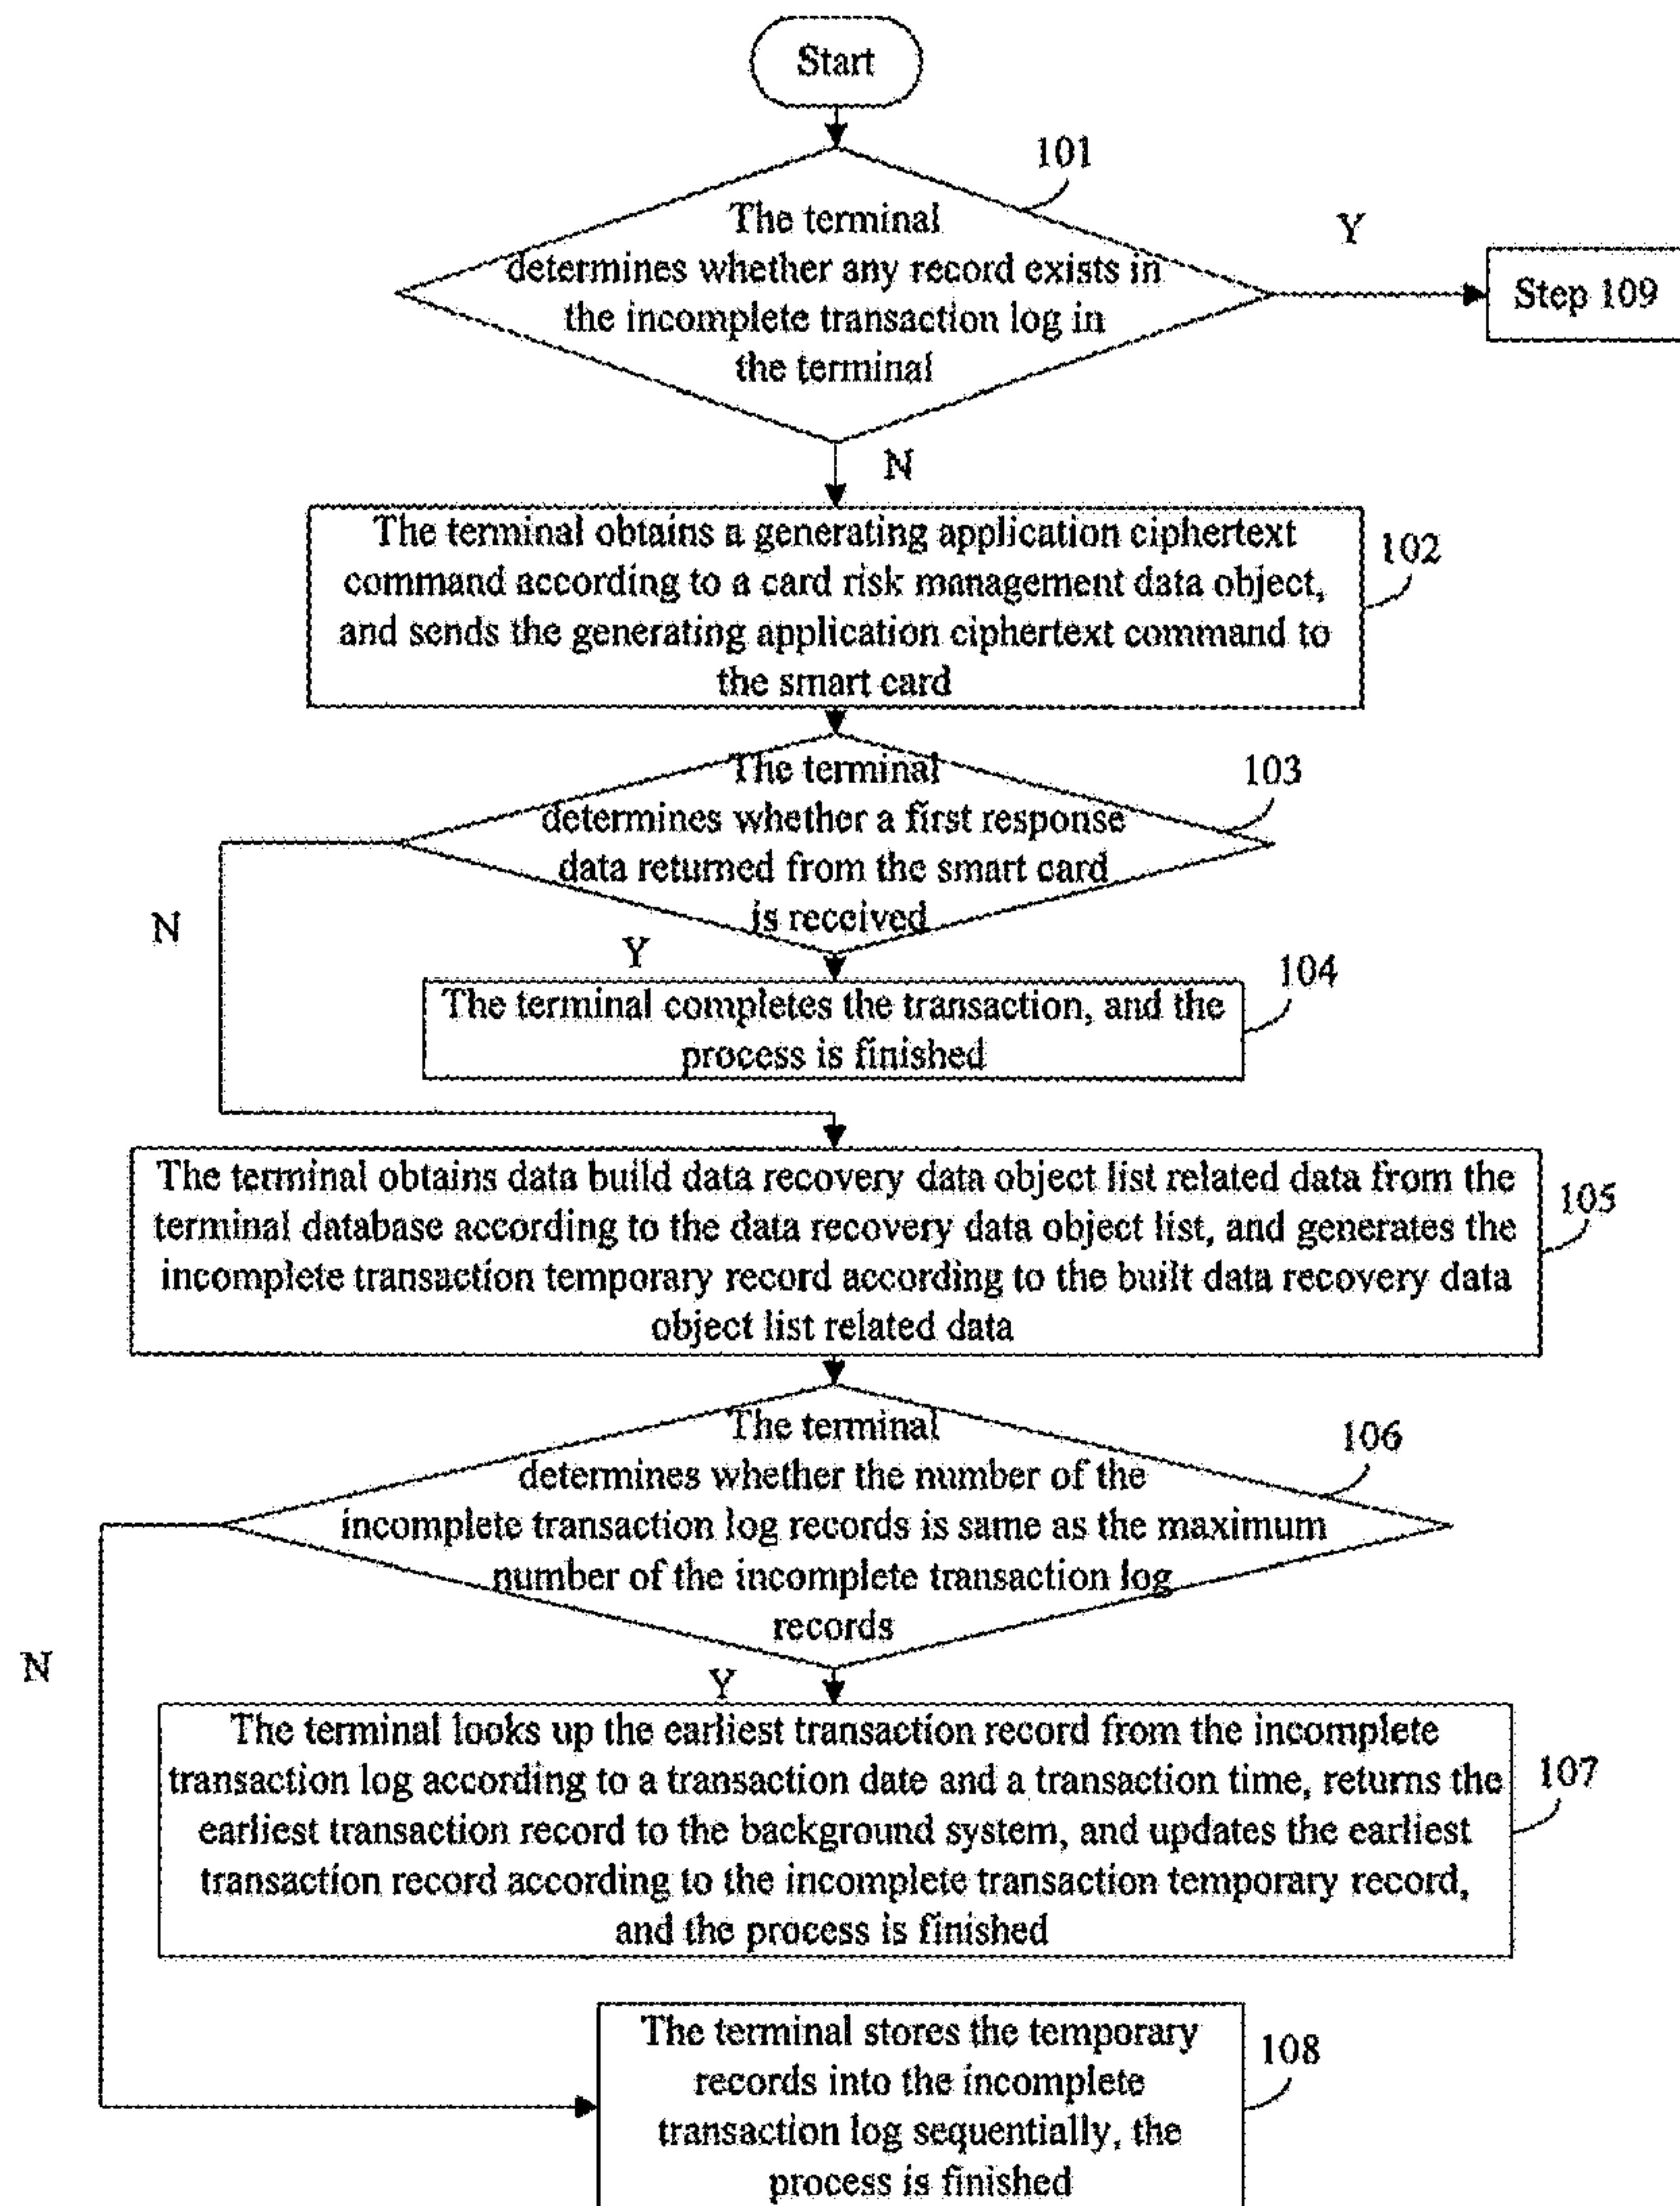 Start
101
The terminal
determines whether any record exists in
the incomplete transaction log in
the terminal
Y
Step 109
N
The terminal obtains a generating application ciphertext
command according to a card risk management data object,
and sends the generating application ciphertext command to
the smart card
102
The terminal
determines whether a first response
data returned from the smart card
is received
103
N
Y
The terminal completes the transaction, and the
process is finished
104
The terminal obtains data build data recovery data object list related data from the
terminal database according to the data recovery data object list, and generates the
incomplete transaction temporary record according to the built data recovery data
object list related data
105
The terminal
determines whether the number of the
incomplete transaction log records is same as the maximum
number of the incomplete transaction log
records
106
N
Y
The terminal looks up the earliest transaction record from the incomplete
transaction log according to a transaction date and a transaction time, returns the
earliest transaction record to the background system, and updates the earliest
transaction record according to the incomplete transaction temporary record,
and the process is finished
107
The terminal stores the temporary
records into the incomplete
transaction log sequentially, the
process is finished
108